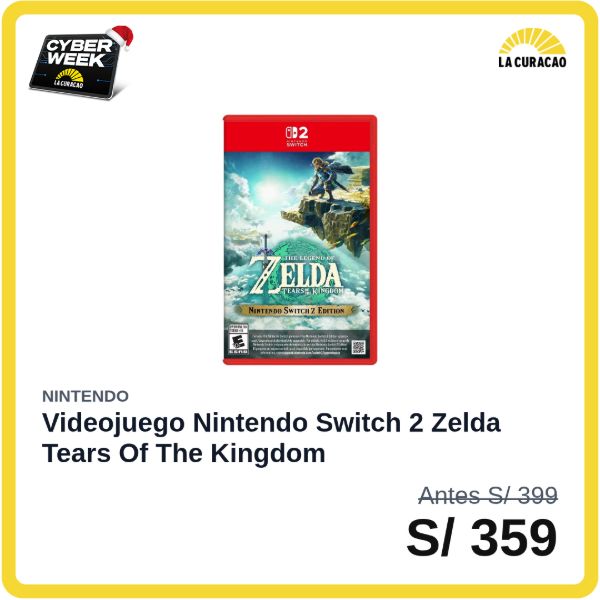 CYBER
WEEK
LA CURACAO
LA CURACAO
2
NINTENDO
SWITCH
THE LEGEND OF
ZELDA
TEARS OF THE KINGDOM
NINTENDO SWITCH 2 EDITION
NINTENDO
Videojuego Nintendo Switch 2 Zelda
Tears Of The Kingdom
Antes S/ 399
S/ 359